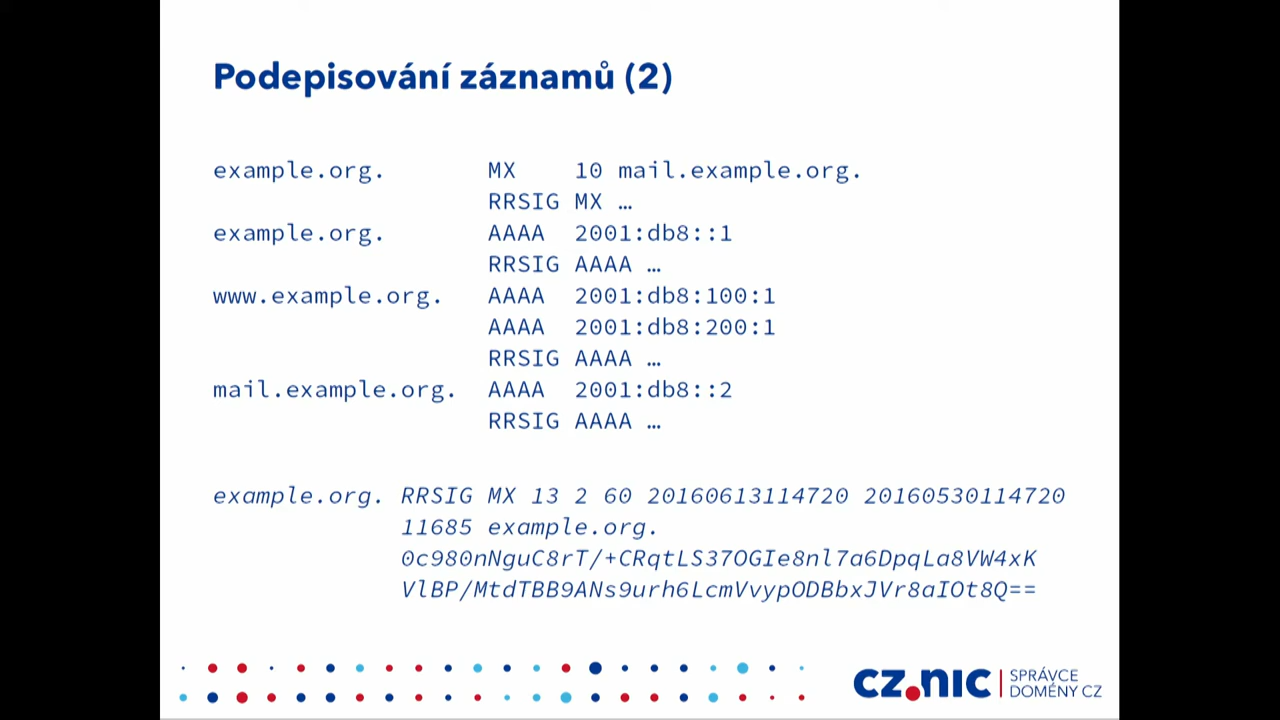 Podepisování záznamů (2)
example.org. MX 10 mail.example.org.
RRSIG MX …
example.org. AAAA 2001:db8::1
RRSIG AAAA …
www.example.org. AAAA 2001:db8:100:1
AAAA 2001:db8:200:1
RRSIG AAAA …
mail.example.org. AAAA 2001:db8::2
RRSIG AAAA …
example.org. RRSIG MX 13 2 60 20160613114720 20160530114720
11685 example.org.
0c980nNguC8rT/+CRqtLS37OGIe8nl7a6DpqLa8VW4xK
VlBP/MtdTBB9ANs9urh6LcmVvypODBbxJVr8aIOt8Q==
CZ.NIC SPRÁVCE
DOMÉNY CZ